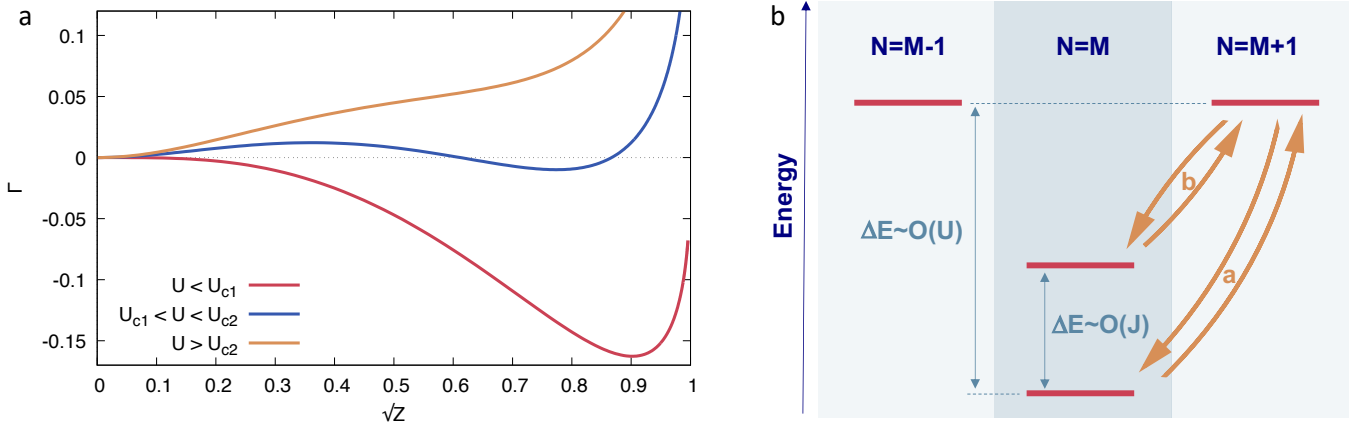 a
0.1
0.05
0
-0.05
-0.1
-0.15
Γ
U < Uc1
Uc1 < U < Uc2
U > Uc2
0 0.1 0.2 0.3 0.4 0.5 0.6 0.7 0.8 0.9 1
√Z
b
Energy
N=M-1 N=M N=M+1
b
ΔE~O(U)
a
ΔE~O(J)